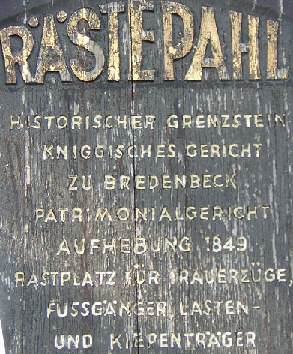 RÄSTEPAHL
HISTORISCHER GRENZSTEIN
KNIGGISCHES GERICHT
ZU BREDENBECK
PATRIMONIALGERICHT
AUFHEBUNG 1849
RASTPLATZ FÜR TRAUERZÜGE,
FUSSGÄNGER, LASTEN-
UND KIEPENTRÄGER